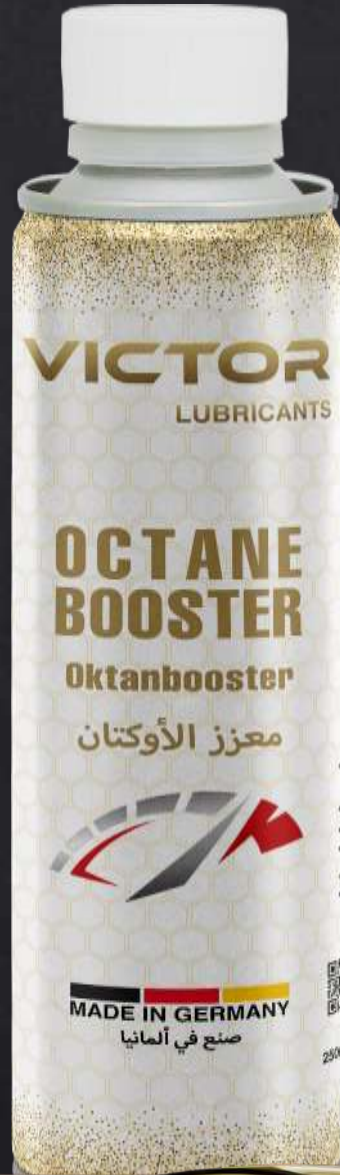 VICTOR
LUBRICANTS
OCTANE
BOOSTER
Oktanbooster
معزز الأوكتان
MADE IN GERMANY
صنع في ألمانيا